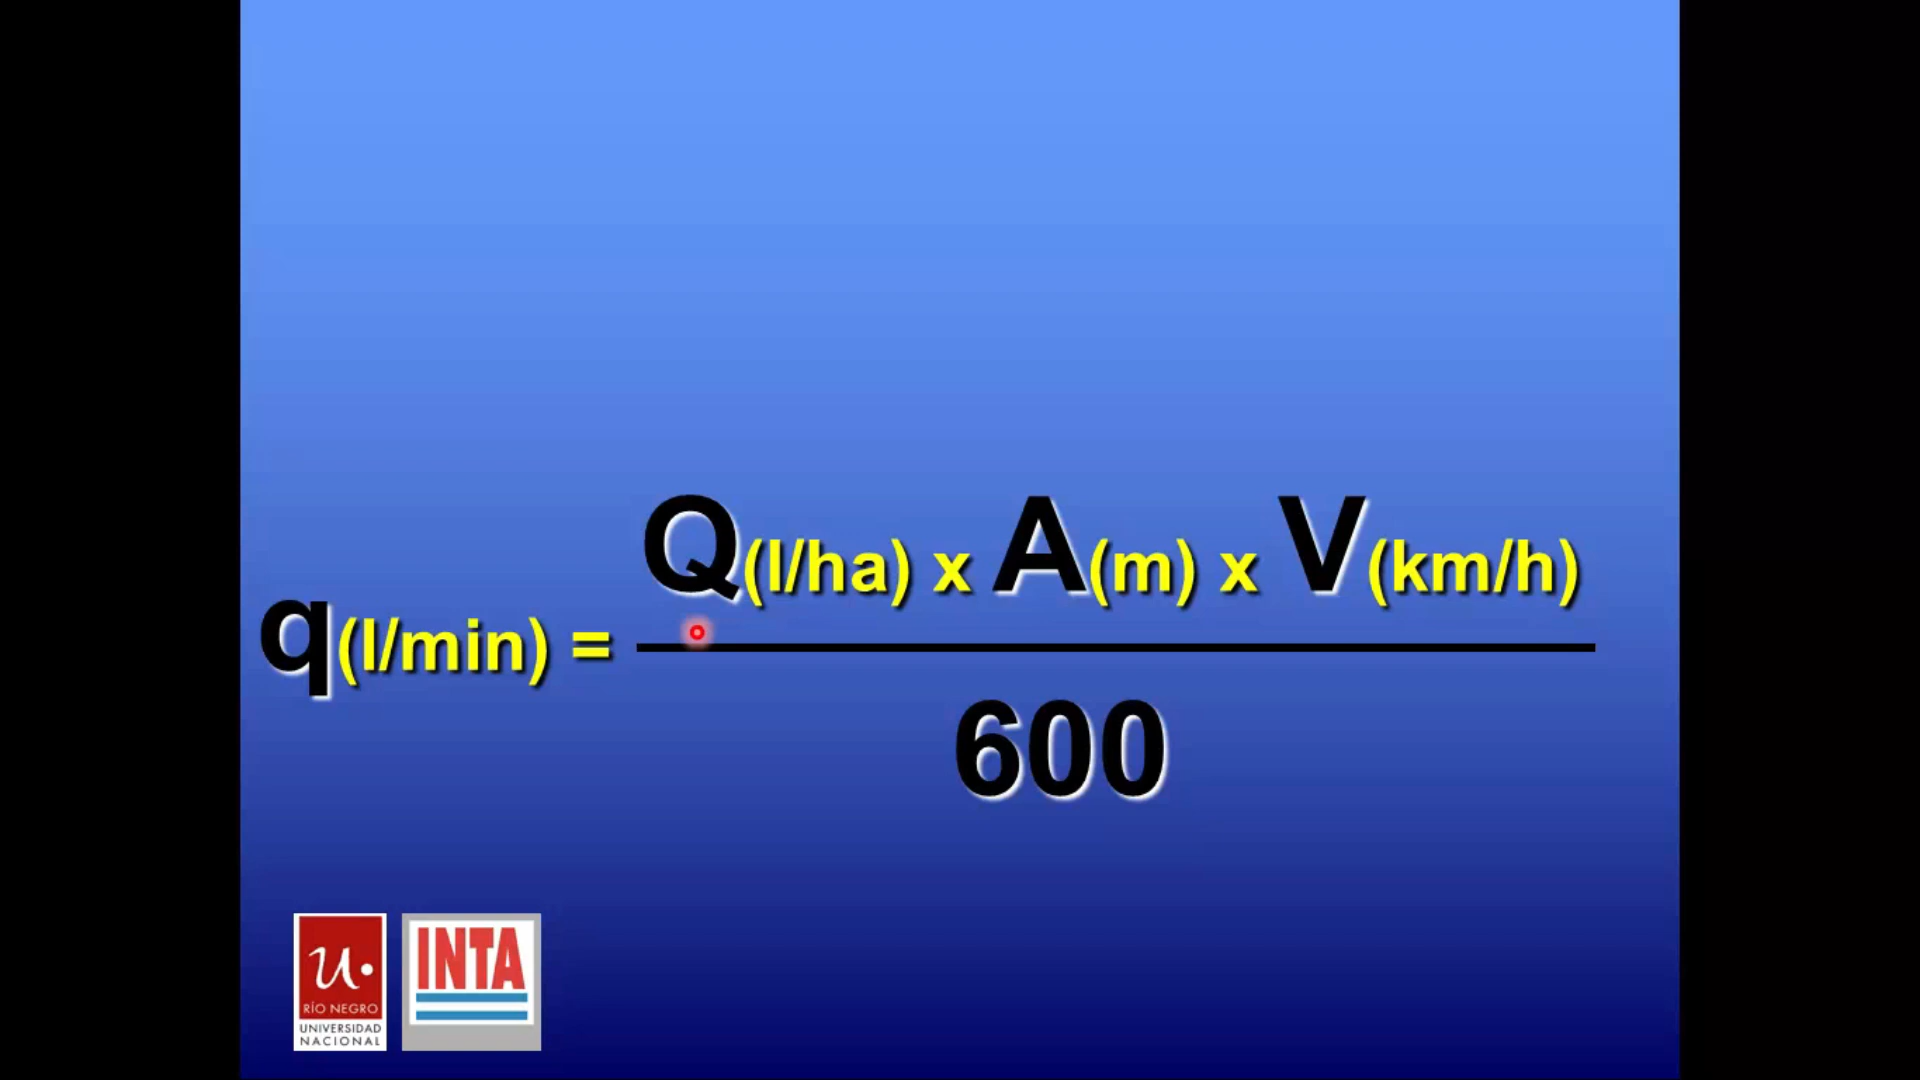 q(l/min) = Q(l/ha) x A(m) x V(km/h)
600
u.
RÍO NEGRO
UNIVERSIDAD
NACIONAL
INTA